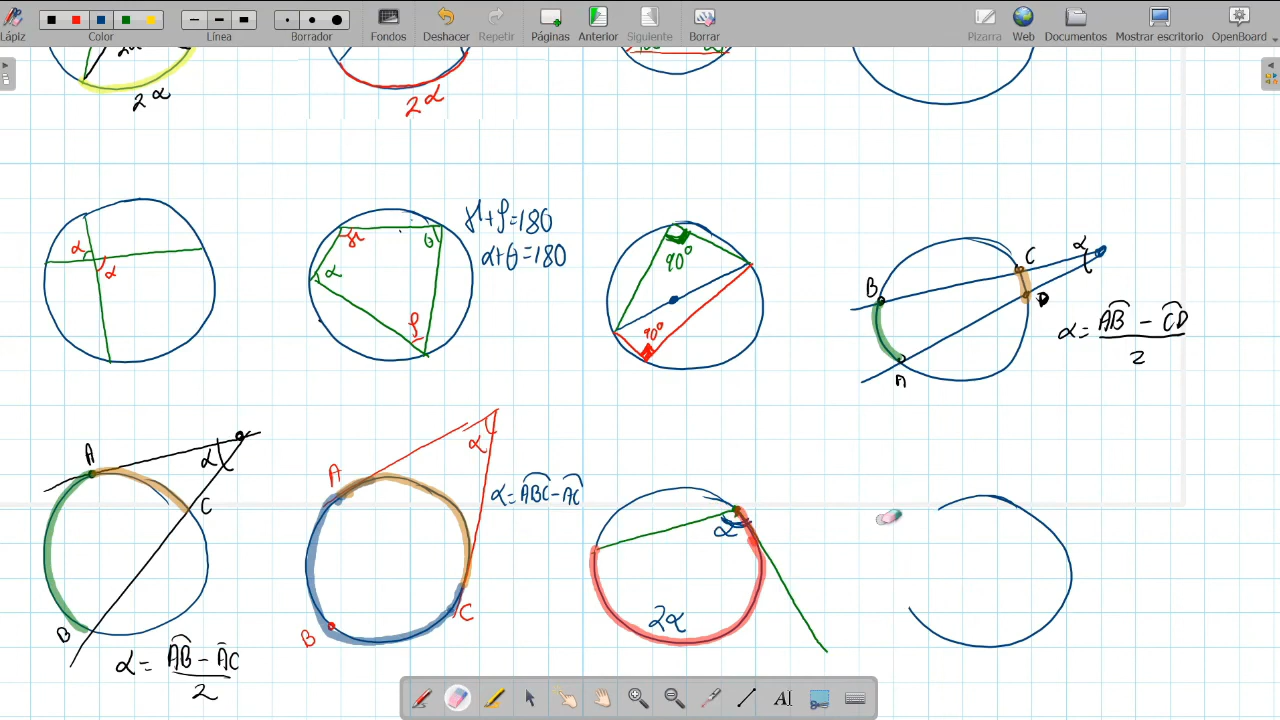 Lápiz Color Línea Borrador Fondos Deshacer Repetir Páginas Anterior Siguiente Borrar Pizarra Web Documentos Mostrar escritorio OpenBoard
2α
2α
2α
α
α
γ
θ
α
ρ
γ+ρ=180
α+θ=180
90°
90°
B
C
α
D
A
α = (AB⌢ − CD⌢)/2
A
α
C
B
α = (AB⌢ − AC⌢)/2
A
α
α = ABC⌢ − AC⌢
B
C
α
2α